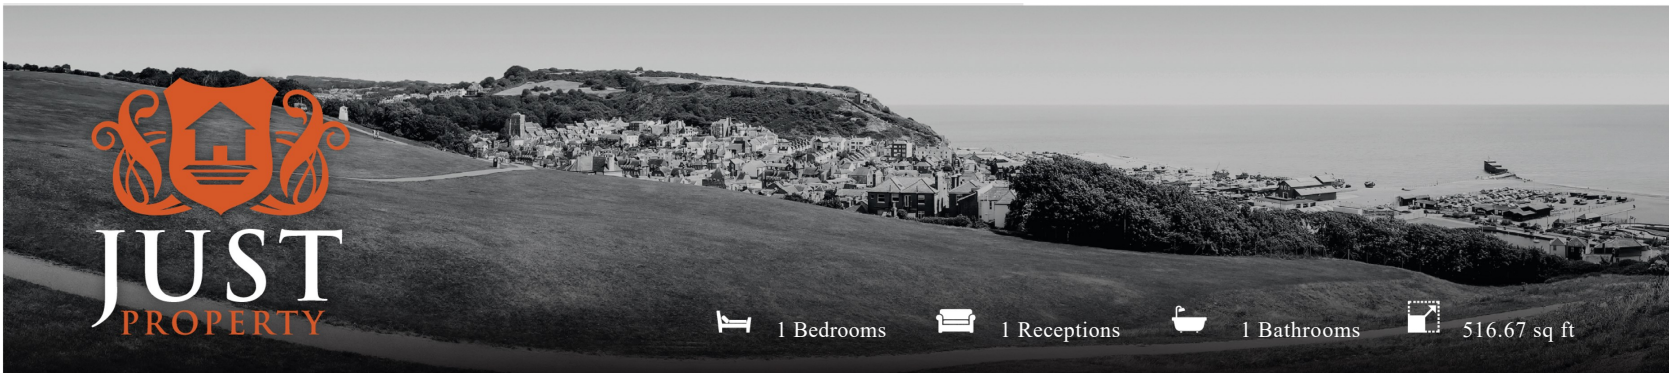 JUST
PROPERTY
1 Bedrooms
1 Receptions
1 Bathrooms
516.67 sq ft